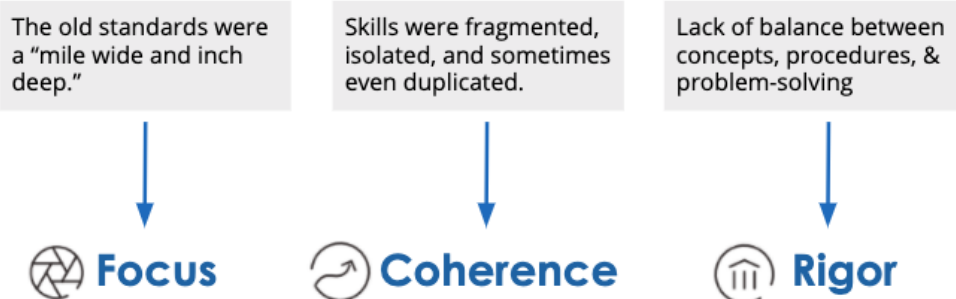 The old standards were
a “mile wide and inch
deep.”
Skills were fragmented,
isolated, and sometimes
even duplicated.
Lack of balance between
concepts, procedures, &
problem-solving
Focus
Coherence
Rigor